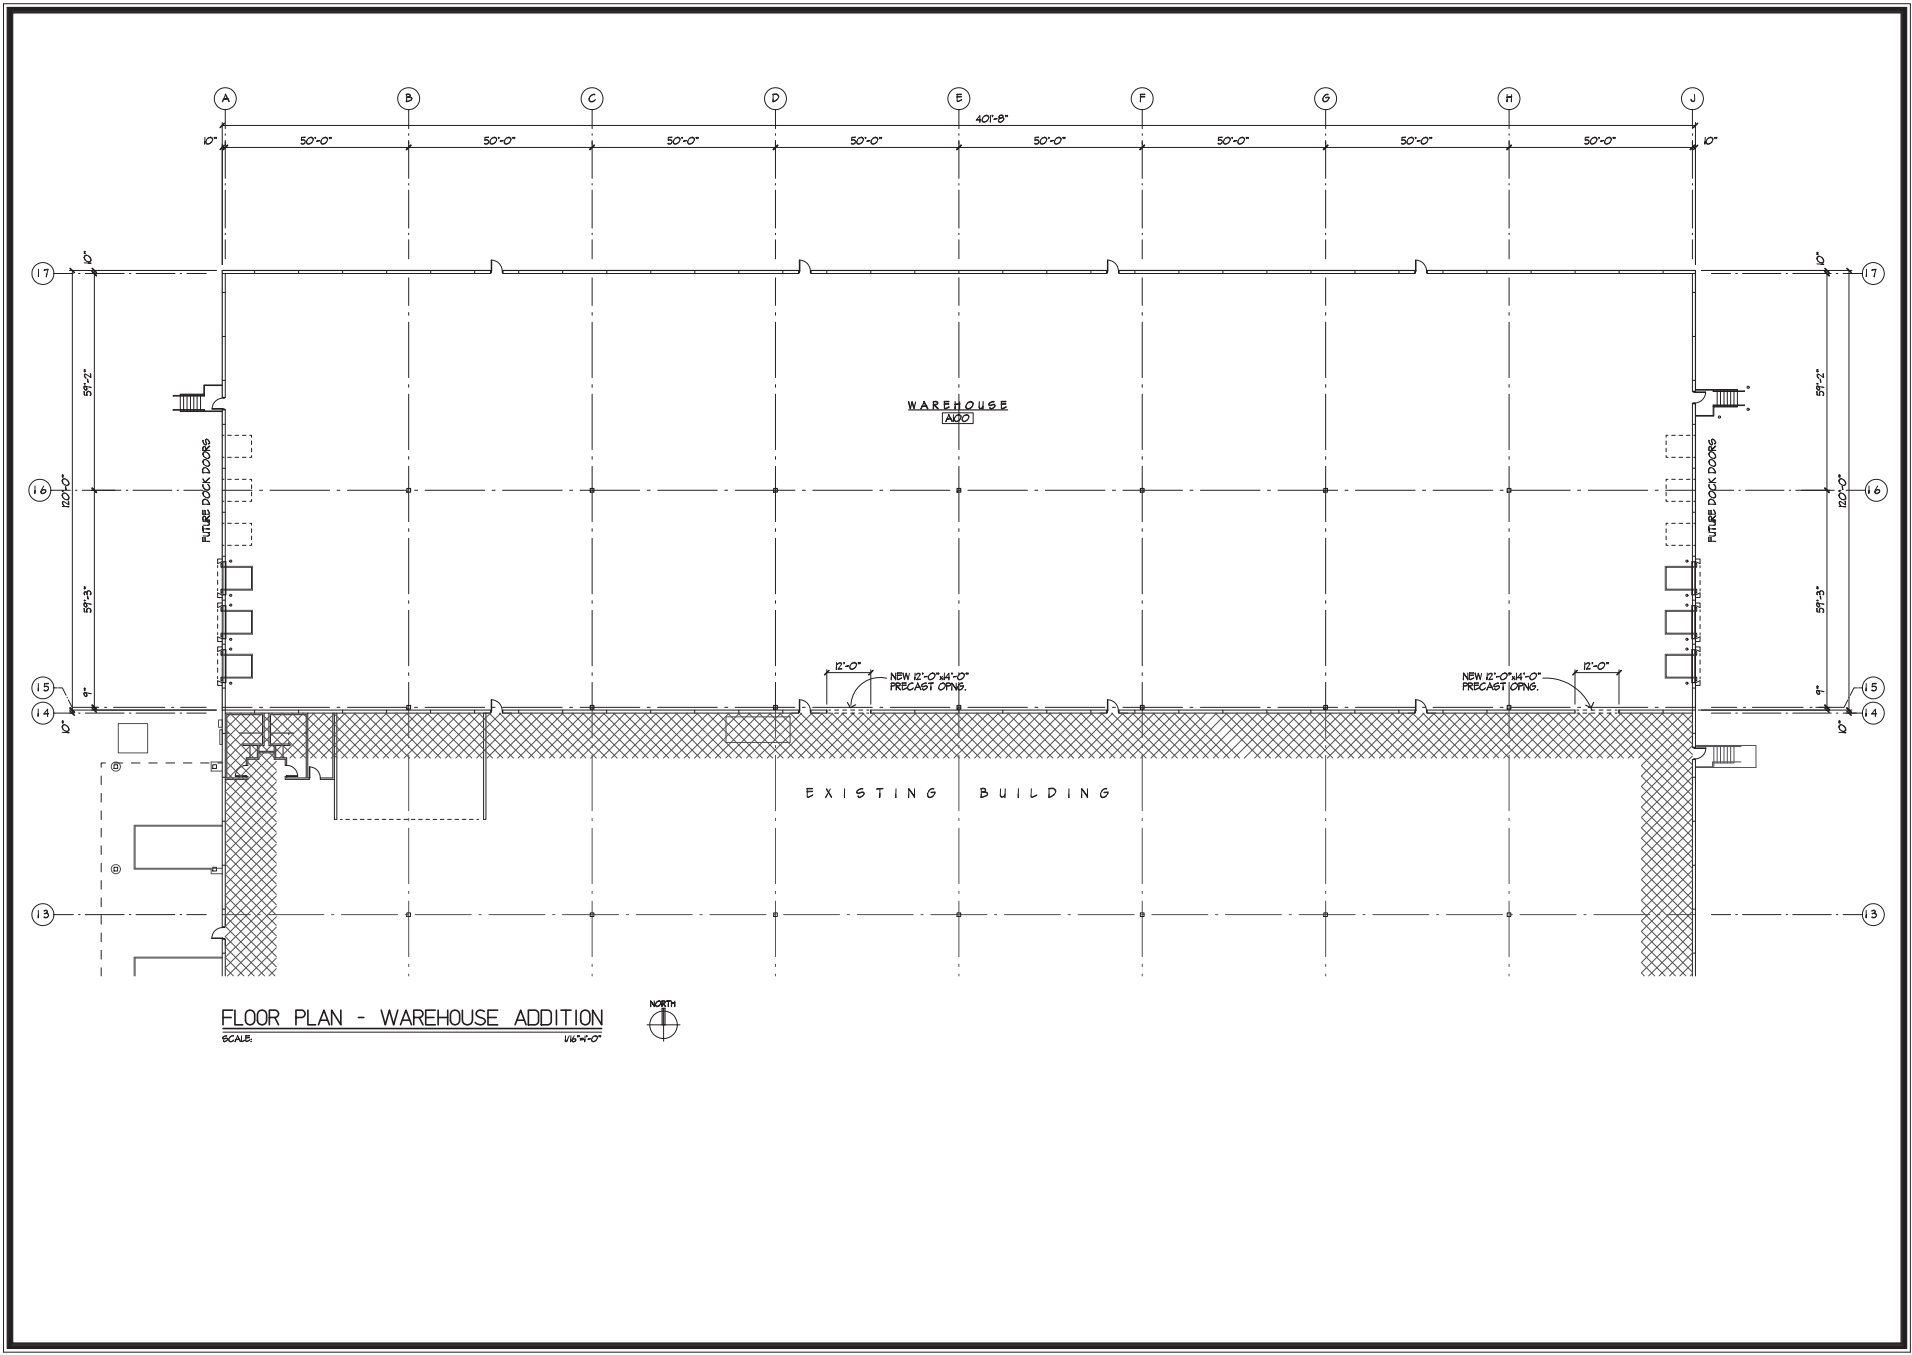 A B C D E F G H J
401'-8"
10" 50'-0" 50'-0" 50'-0" 50'-0" 50'-0" 50'-0" 50'-0" 50'-0" 10"
10" 10"
17 17
59'-2" 59'-2"
WAREHOUSE
A100
FUTURE DOCK DOORS FUTURE DOCK DOORS
16 120'-0" 120'-0" 16
59'-3" 59'-3"
12'-0" 12'-0"
NEW 12'-0"x14'-0" NEW 12'-0"x14'-0"
PRECAST OPNG. PRECAST OPNG.
15 9" 9" 15
14 14
10" 10"
EXISTING BUILDING
13 13
NORTH
FLOOR PLAN - WAREHOUSE ADDITION
SCALE: 1/16"=1'-0"